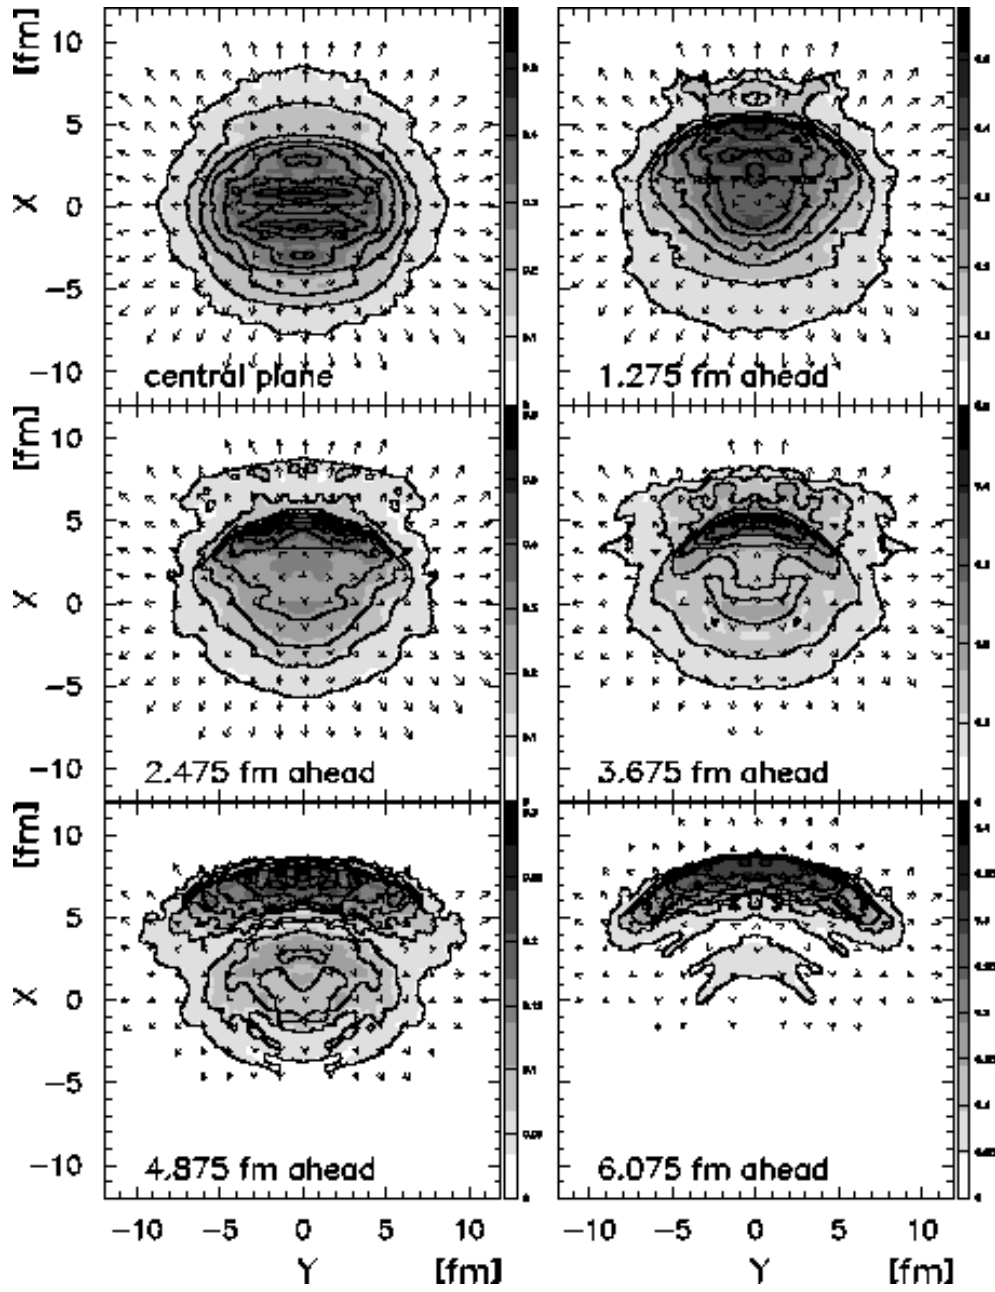 [fm] 10 5 0 −5 −10 X
central plane
1.275 fm ahead
[fm] 10 5 0 −5 −10 X
2.475 fm ahead
3.675 fm ahead
[fm] 10 5 0 −5 −10 X
4.875 fm ahead
6.075 fm ahead
−10 −5 0 5 10 −10 −5 0 5 10
Y [fm] Y [fm]